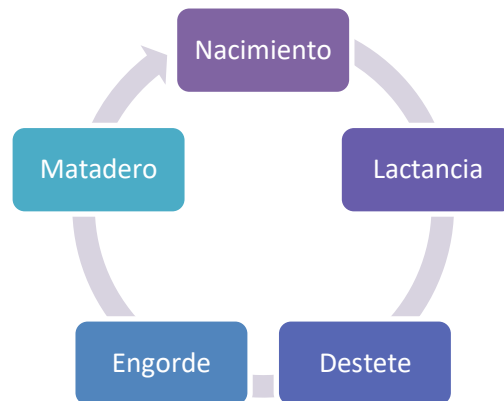 Nacimiento
Lactancia
Destete
Engorde
Matadero